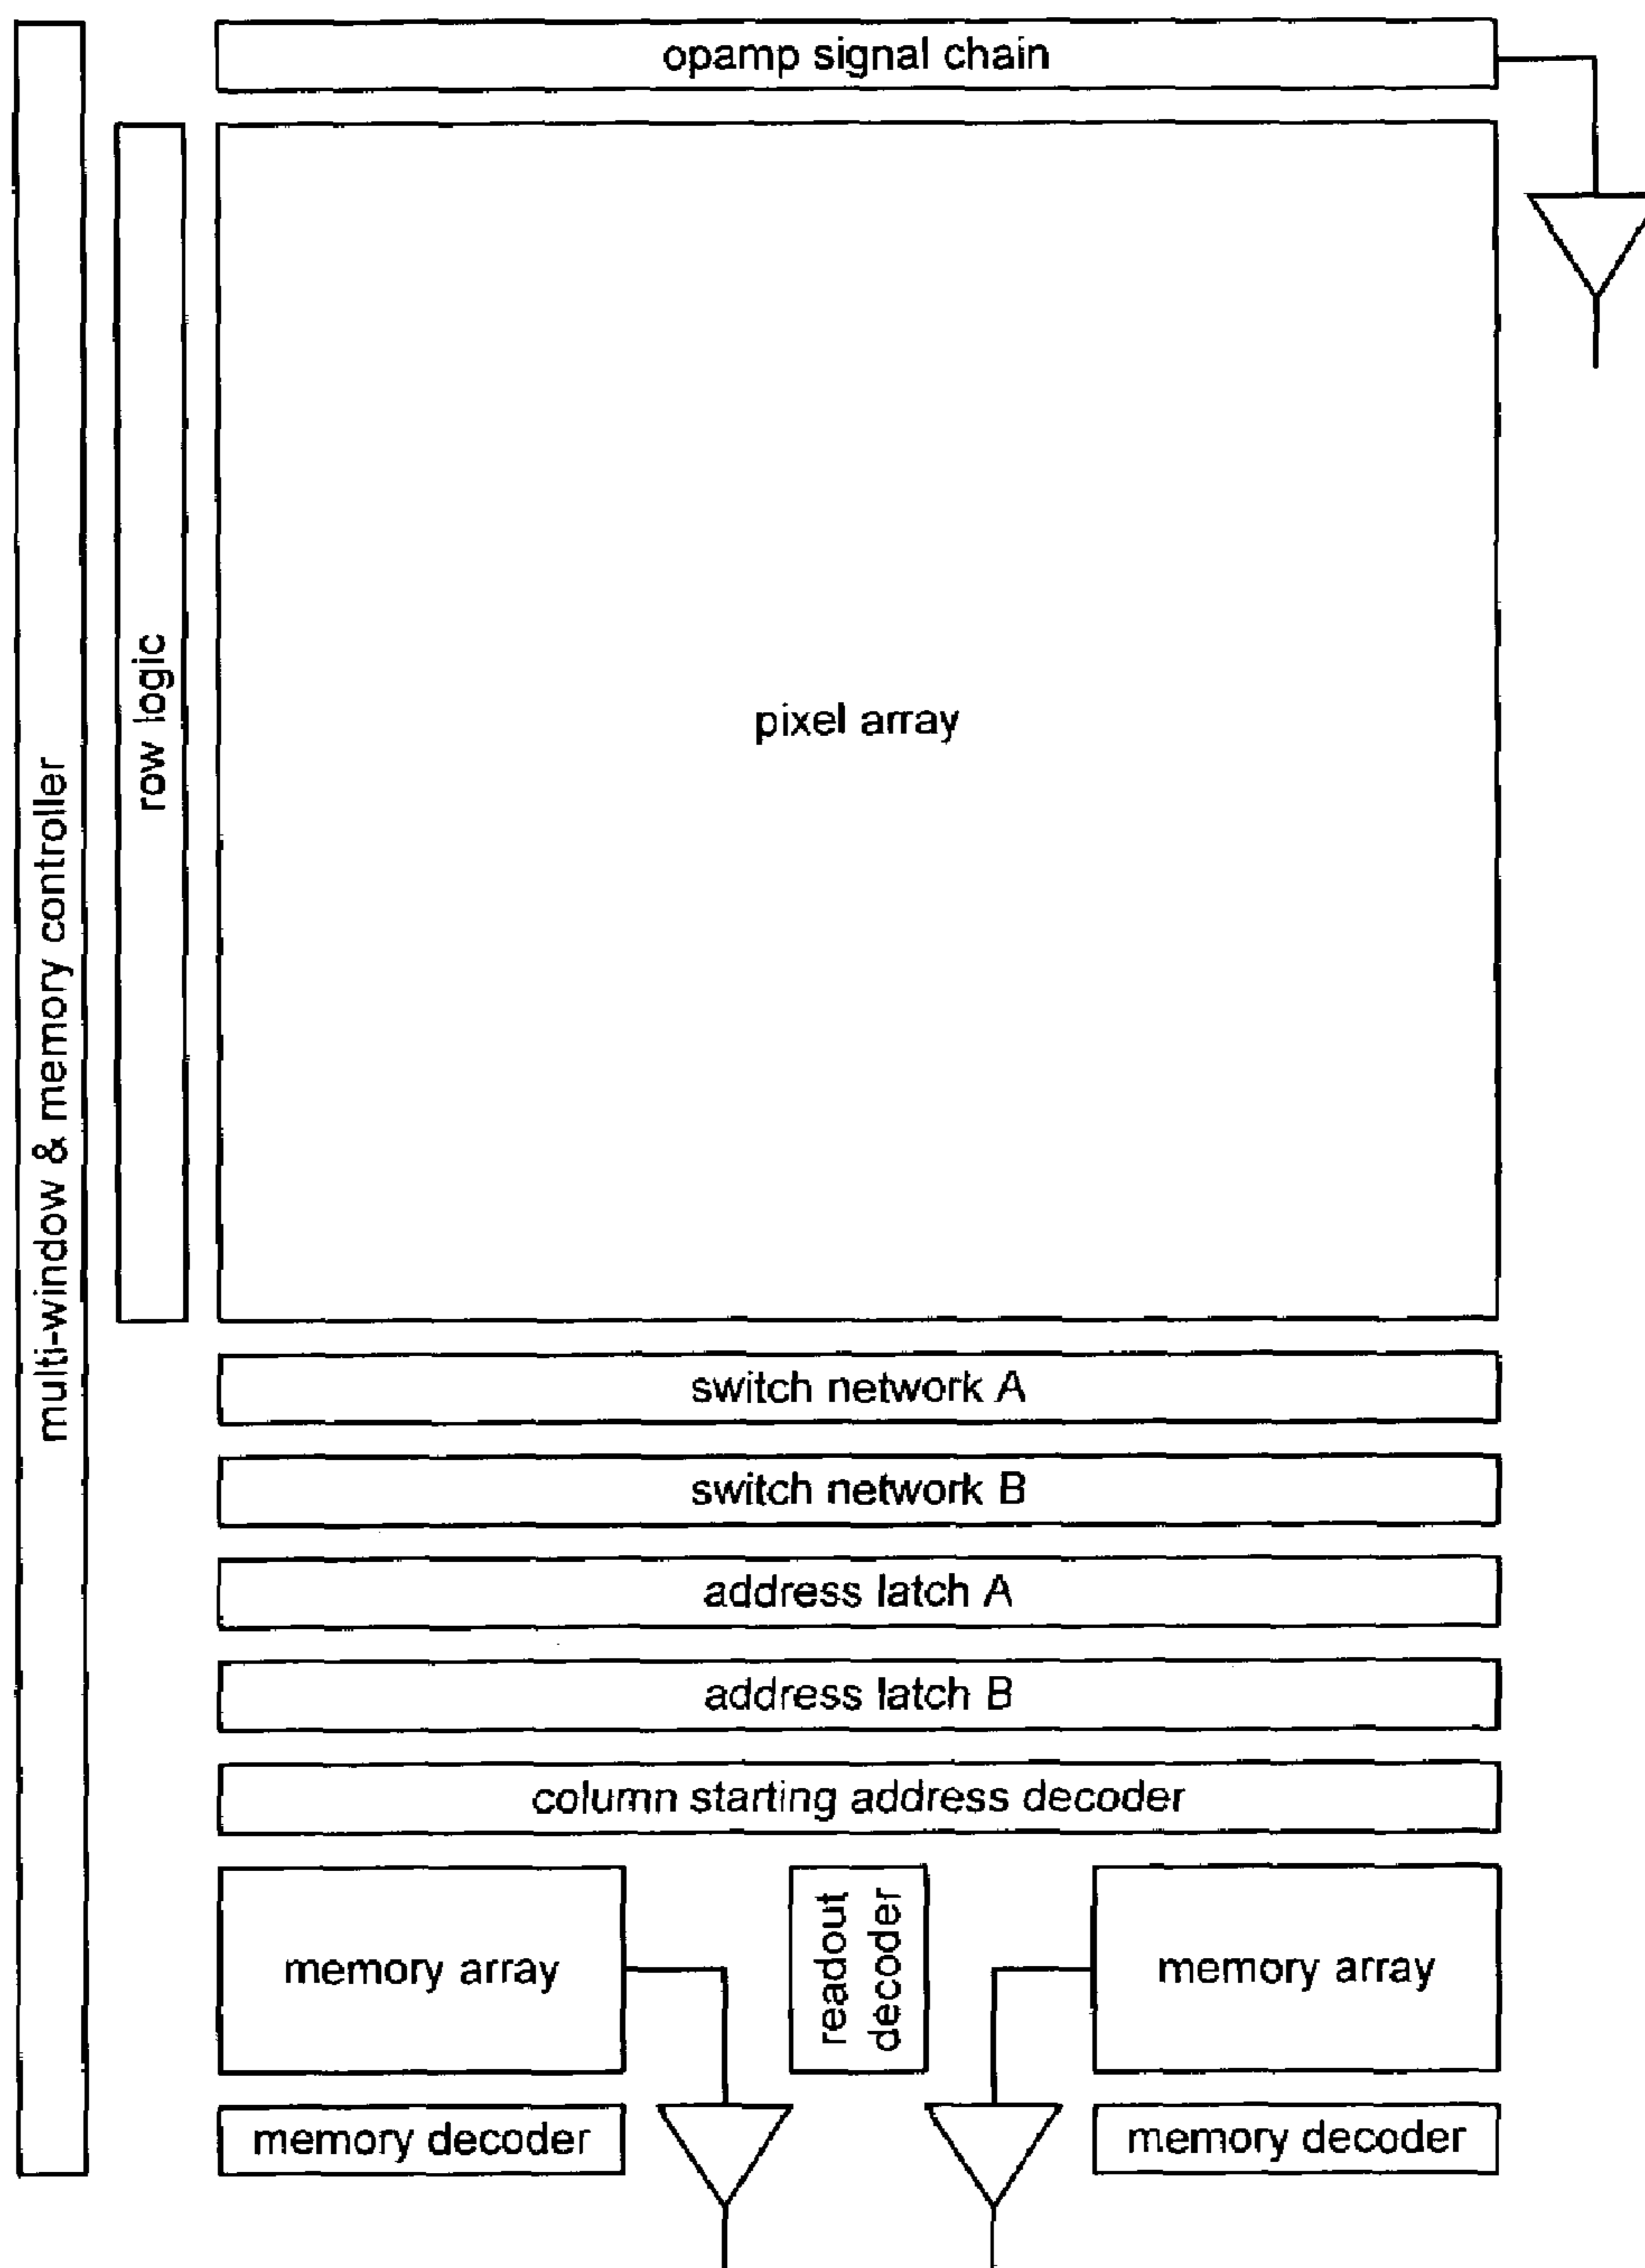 opamp signal chain
multi-window & memory controller
row logic
pixel array
switch network A
switch network B
address latch A
address latch B
column starting address decoder
memory array
readout
decoder
memory array
memory decoder
memory decoder